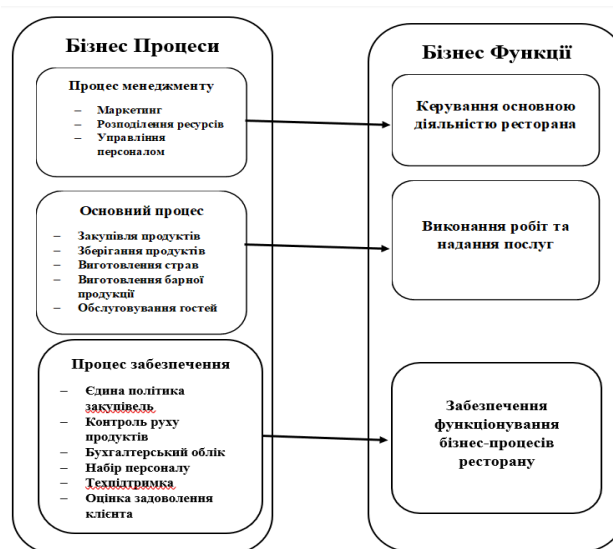 Бізнес Процеси
Процес менеджменту
– Маркетинг
– Розподілення ресурсів
– Управління
персоналом
Основний процес
– Закупівля продуктів
– Зберігання продуктів
– Виготовлення страв
– Виготовлення барної
продукції
– Обслуговування гостей
Процес забезпечення
– Єдина політика
закупівель
– Контроль руху
продуктів
– Бухгалтерський облік
– Набір персоналу
– Техпідтримка
– Оцінка задоволення
клієнта
Бізнес Функції
Керування основною
діяльністю ресторана
Виконання робіт та
надання послуг
Забезпечення
функціонування
бізнес-процесів
ресторану